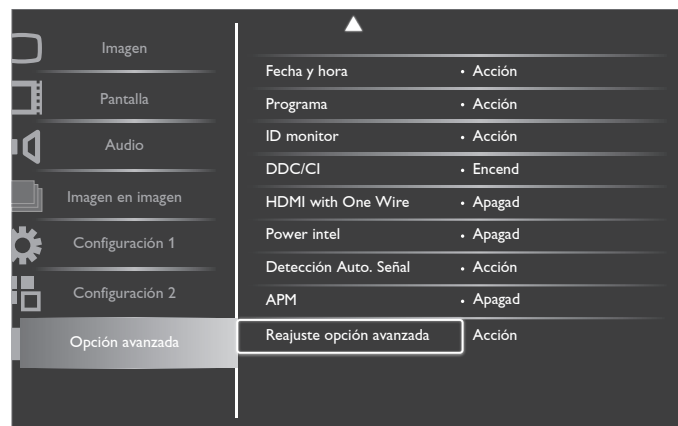 Imagen
Pantalla
Audio
Imagen en imagen
Configuración 1
Configuración 2
Opción avanzada
Fecha y hora • Acción
Programa • Acción
ID monitor • Acción
DDC/CI • Encend
HDMI with One Wire • Apagad
Power intel • Apagad
Detección Auto. Señal • Acción
APM • Apagad
Reajuste opción avanzada Acción